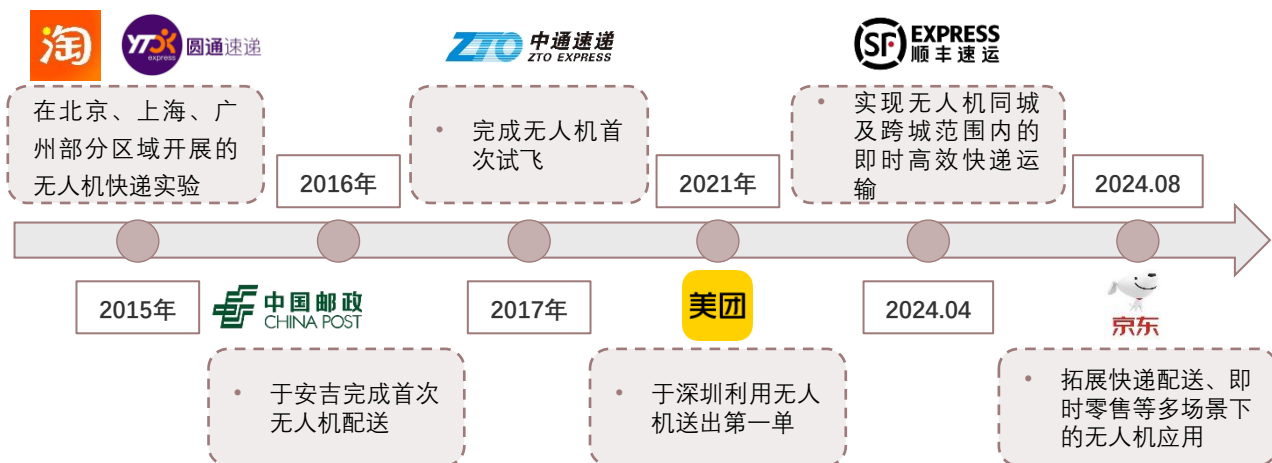 淘
YTO
express
圆通速递
ZTO 中通速递
ZTO EXPRESS
SF EXPRESS
顺丰速运
在北京、上海、广
州部分区域开展的
无人机快递实验
2016年
• 完成无人机首
次试飞
2021年
• 实现无人机同城
及跨城范围内的
即时高效快递运
输
2024.08
2015年
中国邮政
CHINA POST
2017年
美团
2024.04
京东
• 于安吉完成首次
无人机配送
• 于深圳利用无人
机送出第一单
• 拓展快递配送、即
时零售等多场景下
的无人机应用